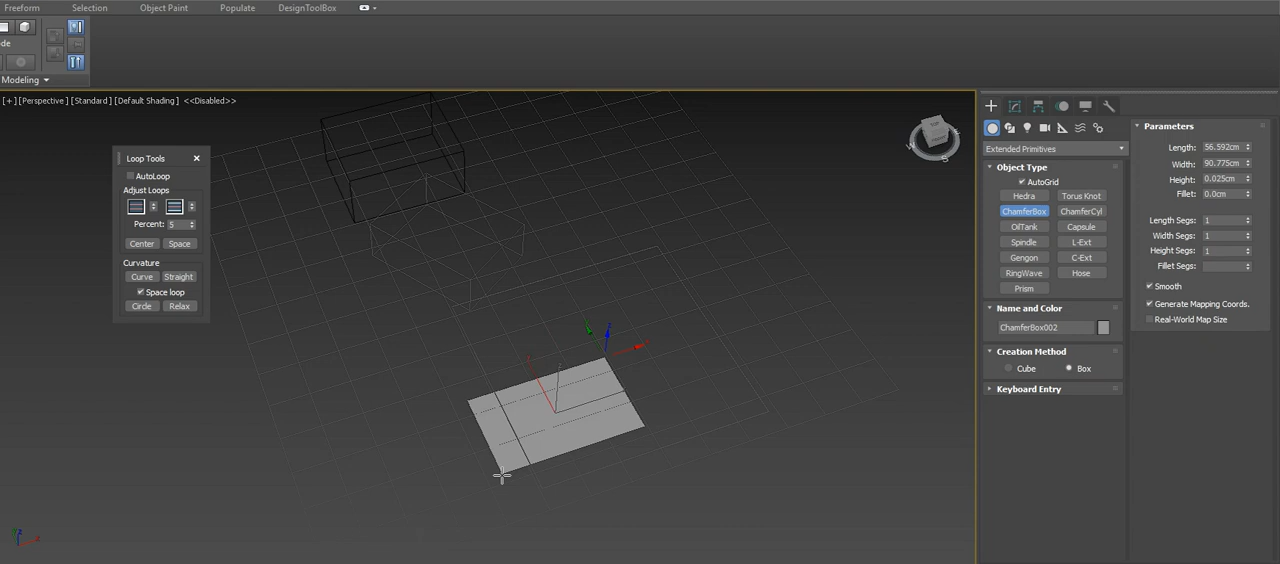 Freeform Selection Object Paint Populate DesignToolBox
Modeling
[+] [Perspective] [Standard] [Default Shading] <<Disabled>>
Loop Tools
AutoLoop
Adjust Loops
Percent: 5
Center Space
Curvature
Curve Straight
Space loop
Circle Relax
Extended Primitives
Object Type
AutoGrid
Hedra Torus Knot
ChamferBox ChamferCyl
OilTank Capsule
Spindle L-Ext
Gengon C-Ext
RingWave Hose
Prism
Name and Color
ChamferBox002
Creation Method
Cube Box
Keyboard Entry
Parameters
Length: 56.592cm
Width: 90.775cm
Height: 0.025cm
Fillet: 0.0cm
Length Segs: 1
Width Segs: 1
Height Segs: 1
Fillet Segs:
Smooth
Generate Mapping Coords.
Real-World Map Size